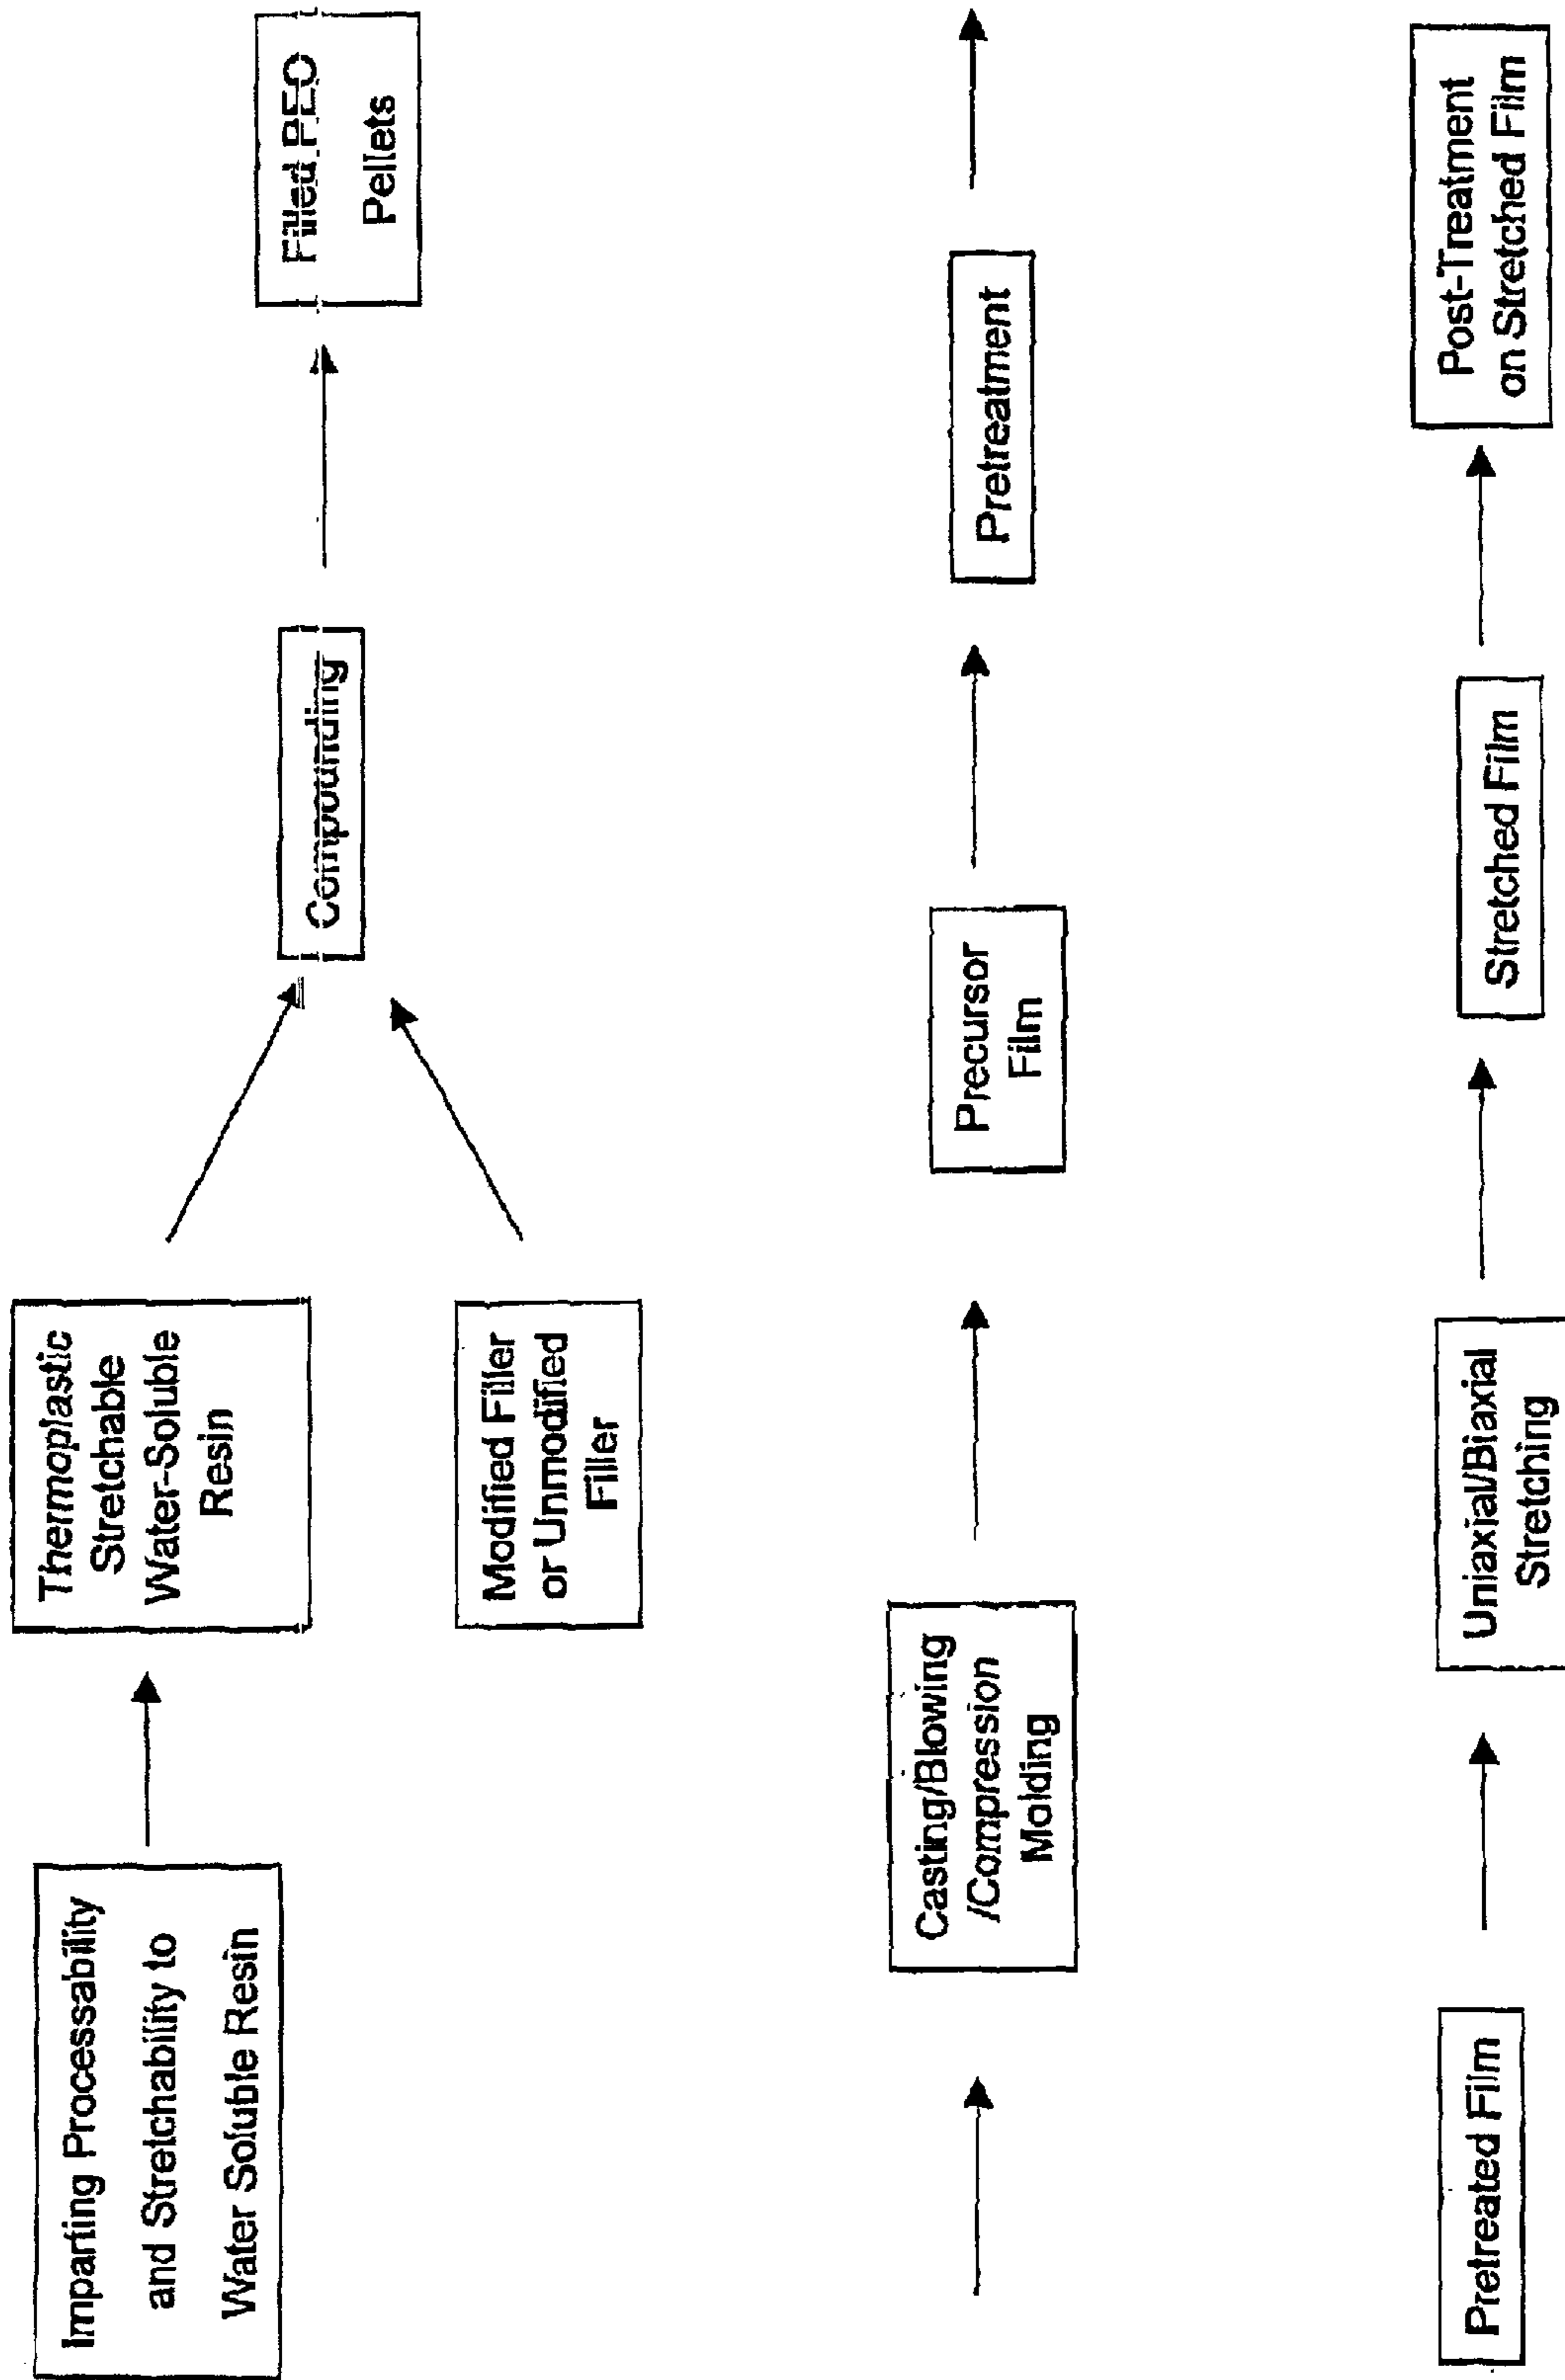 Imparting Processability
and Stretchability to
Water Soluble Resin
Thermoplastic
Stretchable
Water-Soluble
Resin
Modified Filler
or Unmodified
Filler
Compounding
Filled PEO
Pellets
Casting/Blowing
/Compression
Molding
Precursor
Film
Pretreatment
Pretreated Film
Uniaxial/Biaxial
Stretching
Stretched Film
Post-Treatment
on Stretched Film